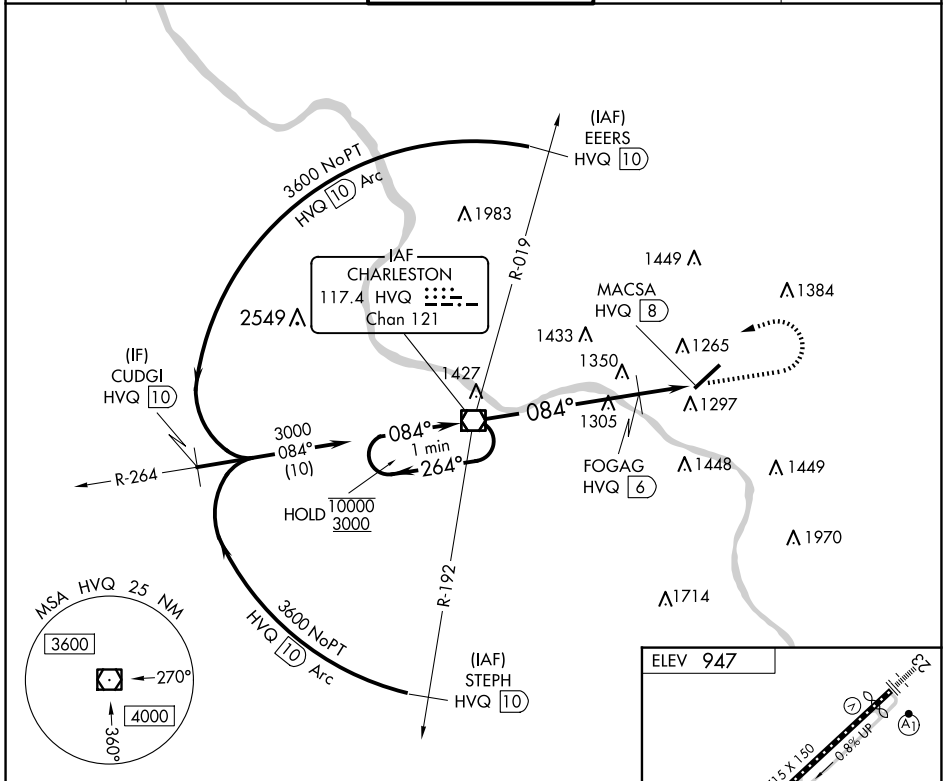 (IAF)
EEERS
HVQ 10
3600 NoPT
HVQ 10 Arc
1983
R-019
IAF
CHARLESTON
117.4 HVQ
Chan 121
1449
1384
MACSA
HVQ 8
2549
1433
1265
1350
(IF)
CUDGI
HVQ 10
1427
1297
1305
084°
3000
084°
(10)
084°
1 min
264°
R-264
FOGAG
HVQ 6
1448
1449
HOLD 10000
3000
1970
R-192
1714
MSA HVQ 25 NM
3600
270°
4000
360°
3600 NoPT
HVQ 10 Arc
(IAF)
STEPH
HVQ 10
ELEV 947
23
V
A1
15 X 150
0.8% UP